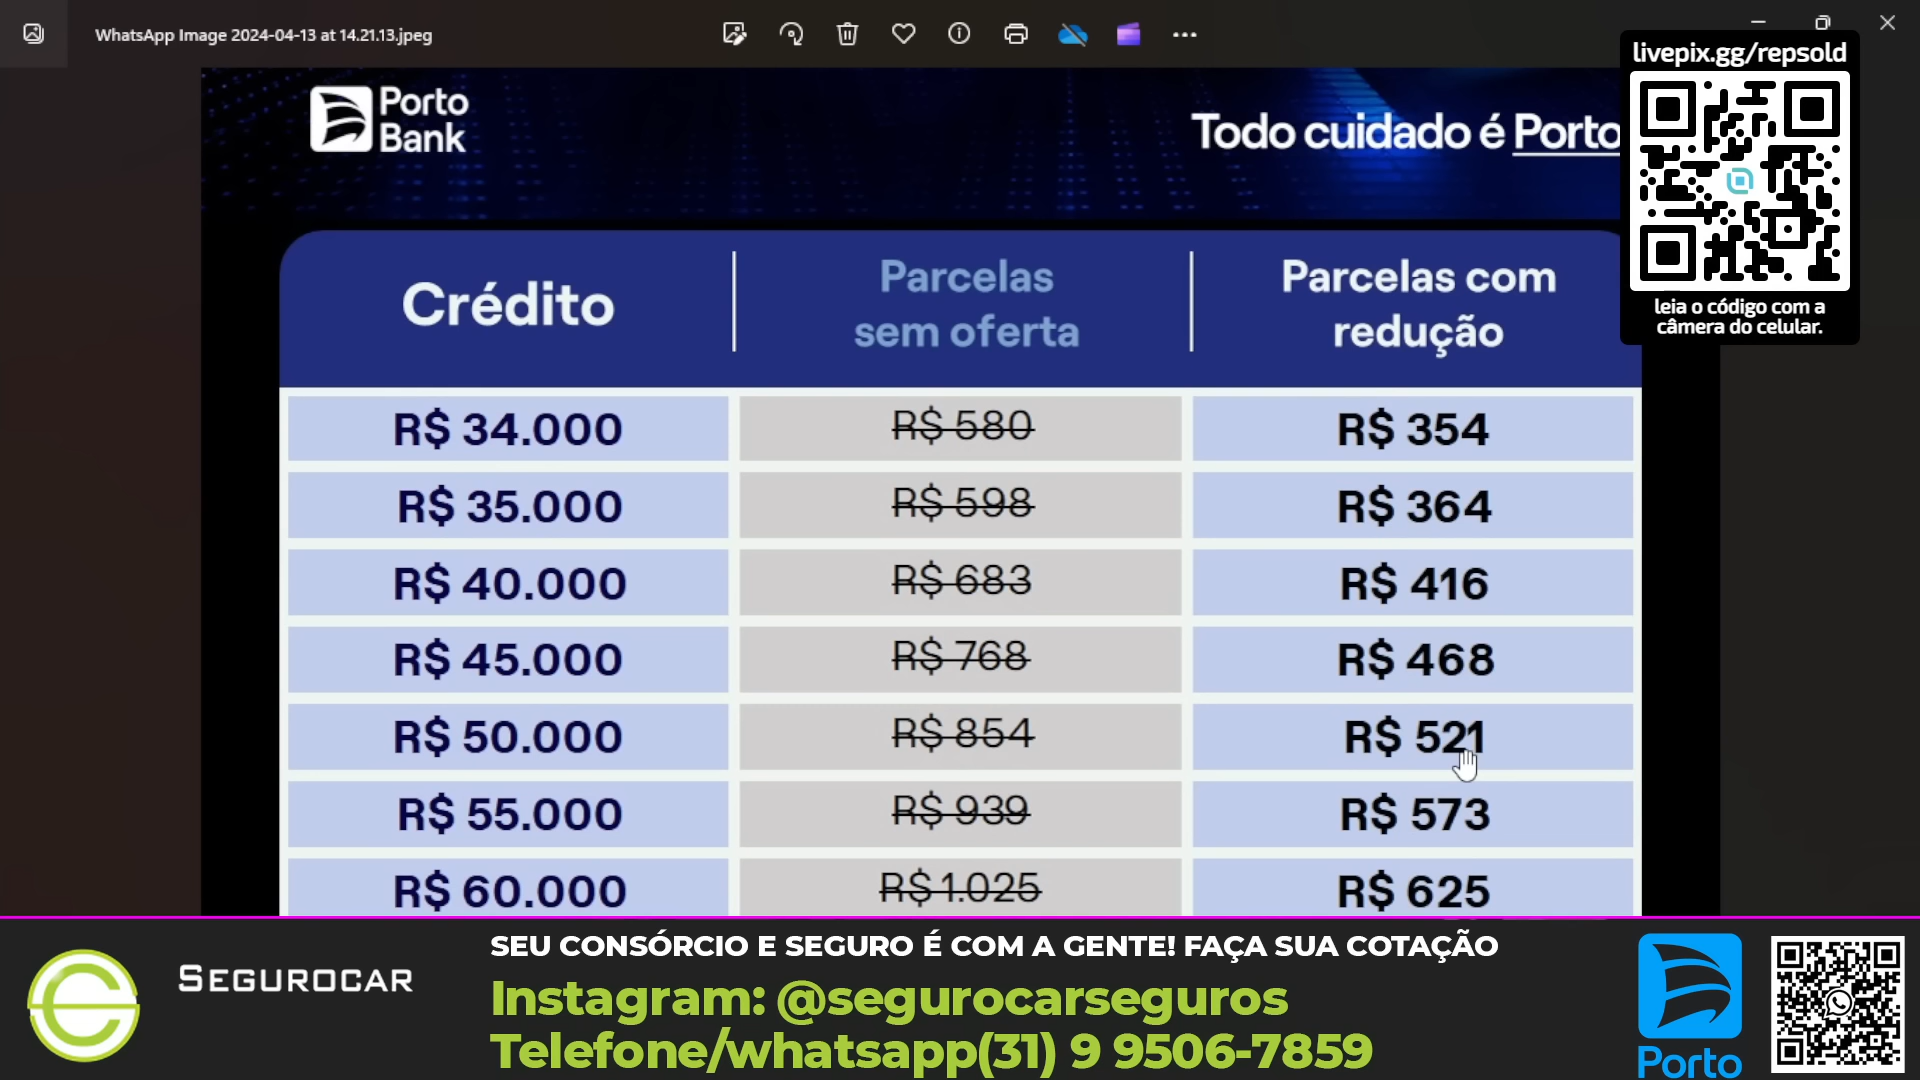 WhatsApp Image 2024-04-13 at 14.21.13.jpeg
livepix.gg/repsold
Porto
Bank
Todo cuidado é Porto
leia o código com a
câmera do celular.
Crédito
Parcelas
sem oferta
Parcelas com
redução
R$ 34.000 R$ 580 R$ 354
R$ 35.000 R$ 598 R$ 364
R$ 40.000 R$ 683 R$ 416
R$ 45.000 R$ 768 R$ 468
R$ 50.000 R$ 854 R$ 521
R$ 55.000 R$ 939 R$ 573
R$ 60.000 R$ 1.025 R$ 625
SEGUROCAR
SEU CONSÓRCIO E SEGURO É COM A GENTE! FAÇA SUA COTAÇÃO
Instagram: @segurocarseguros
Telefone/whatsapp(31) 9 9506-7859
Porto